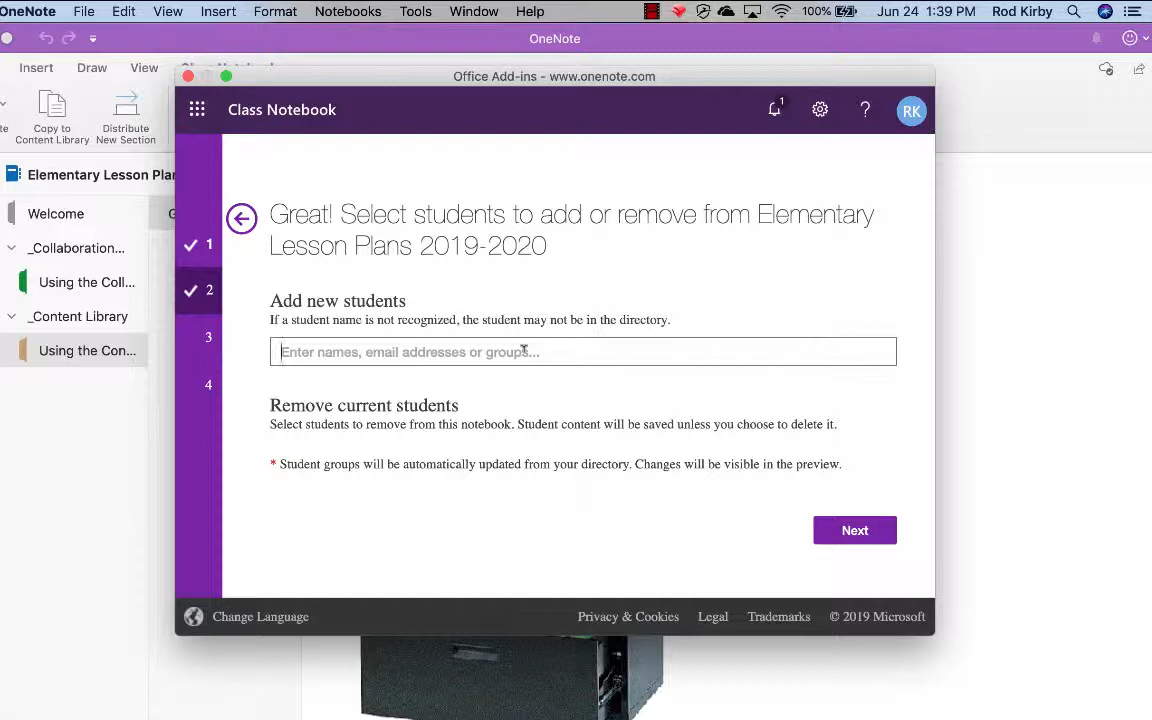 OneNote File Edit View Insert Format Notebooks Tools Window Help 100% Jun 24 1:39 PM Rod Kirby
OneNote
Insert Draw View
Office Add-ins - www.onenote.com
Copy to
Content Library
Distribute
New Section
Class Notebook
1
?
RK
Elementary Lesson Plan
Welcome
_Collaboration...
Using the Coll...
_Content Library
Using the Con...
1
2
3
4
Great! Select students to add or remove from Elementary
Lesson Plans 2019-2020
Add new students
If a student name is not recognized, the student may not be in the directory.
Enter names, email addresses or groups...
Remove current students
Select students to remove from this notebook. Student content will be saved unless you choose to delete it.
* Student groups will be automatically updated from your directory. Changes will be visible in the preview.
Next
Change Language
Privacy & Cookies Legal Trademarks © 2019 Microsoft